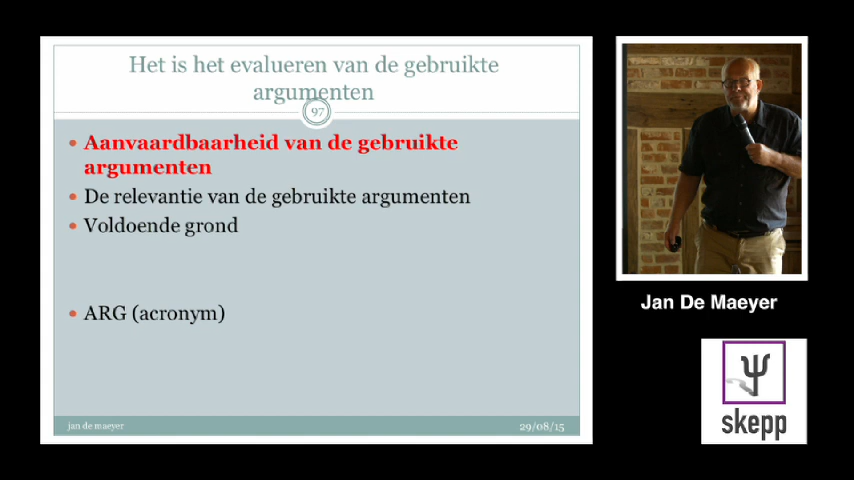 Het is het evalueren van de gebruikte
argumenten
97
• Aanvaardbaarheid van de gebruikte
argumenten
• De relevantie van de gebruikte argumenten
• Voldoende grond
• ARG (acronym)
jan de maeyer
29/08/15
Jan De Maeyer
skepp